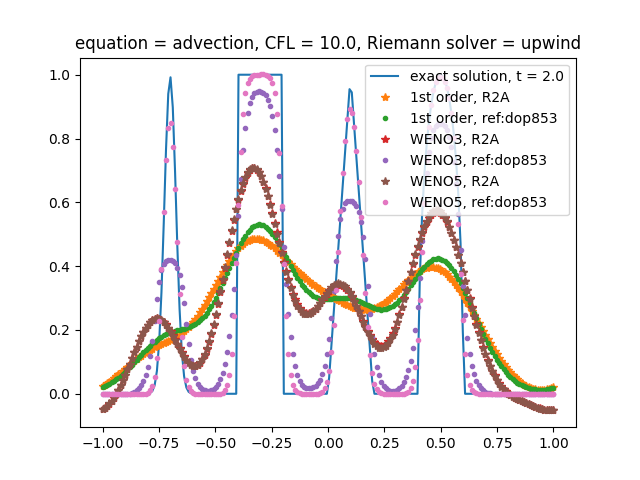 equation = advection, CFL = 10.0, Riemann solver = upwind
exact solution, t = 2.0
1st order, R2A
1st order, ref:dop853
WENO3, R2A
WENO3, ref:dop853
WENO5, R2A
WENO5, ref:dop853
1.0
0.8
0.6
0.4
0.2
0.0
−1.00 −0.75 −0.50 −0.25 0.00 0.25 0.50 0.75 1.00